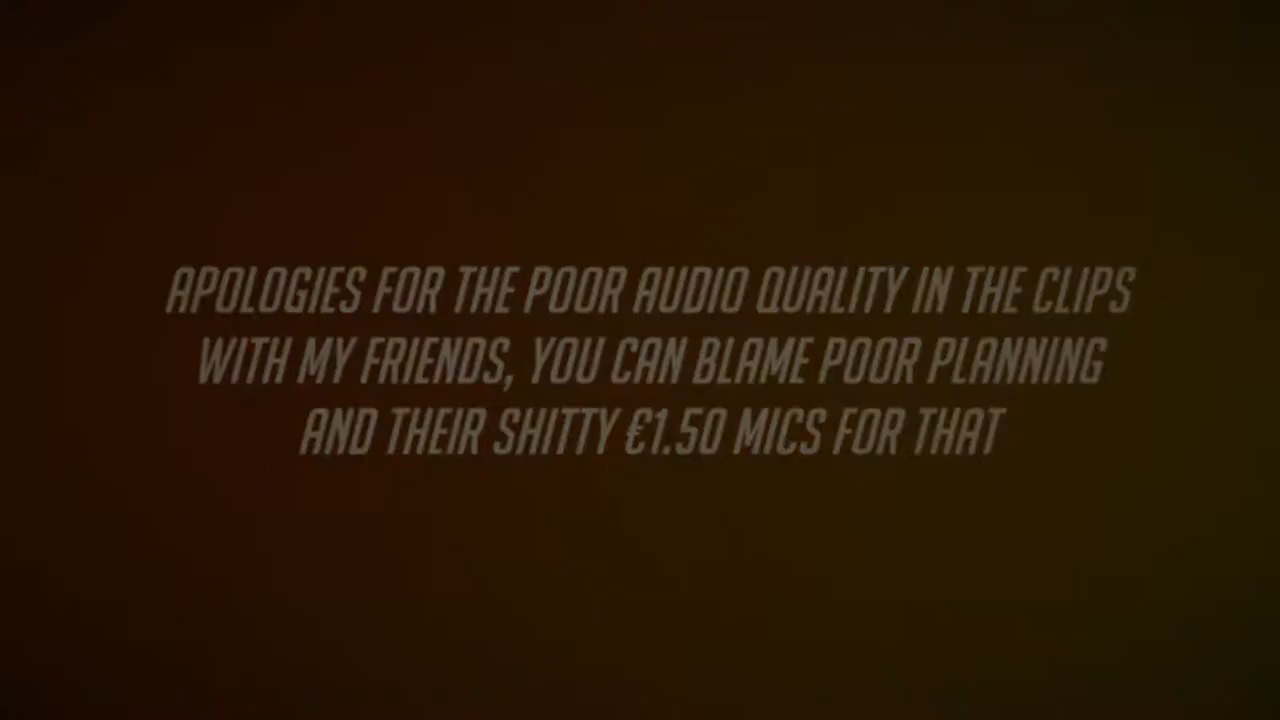 APOLOGIES FOR THE POOR AUDIO QUALITY IN THE CLIPS
WITH MY FRIENDS, YOU CAN BLAME POOR PLANNING
AND THEIR SHITTY €1.50 MICS FOR THAT